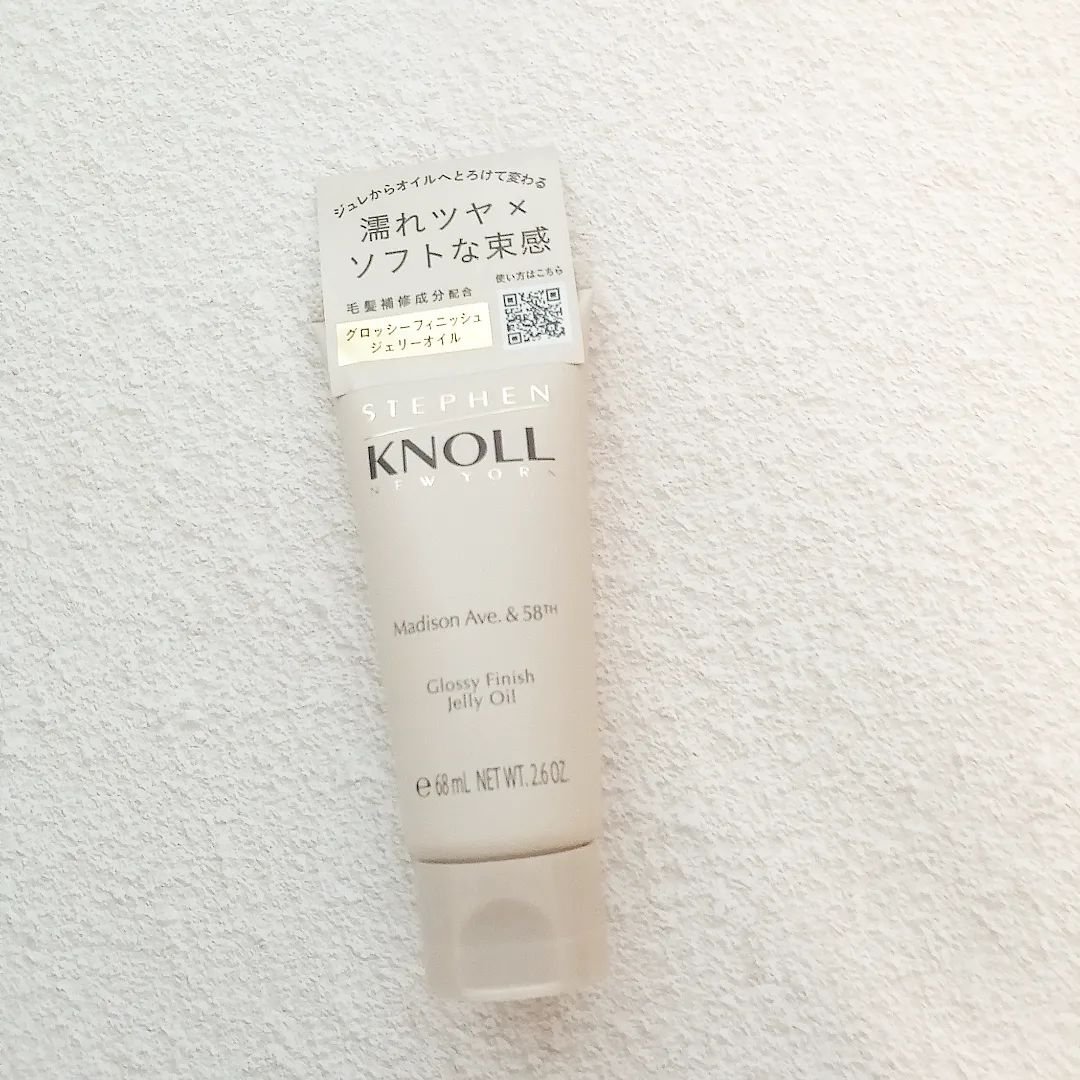 ジュレからオイルへとろけて変わる
濡れツヤ×
ソフトな束感
使い方はこちら
毛髪補修成分配合
グロッシーフィニッシュ
ジェリーオイル
STEPHEN
KNOLL
NEW YORK
Madison Ave. & 58TH
Glossy Finish
Jelly Oil
℮ 68 mL NET WT. 2.6 OZ.